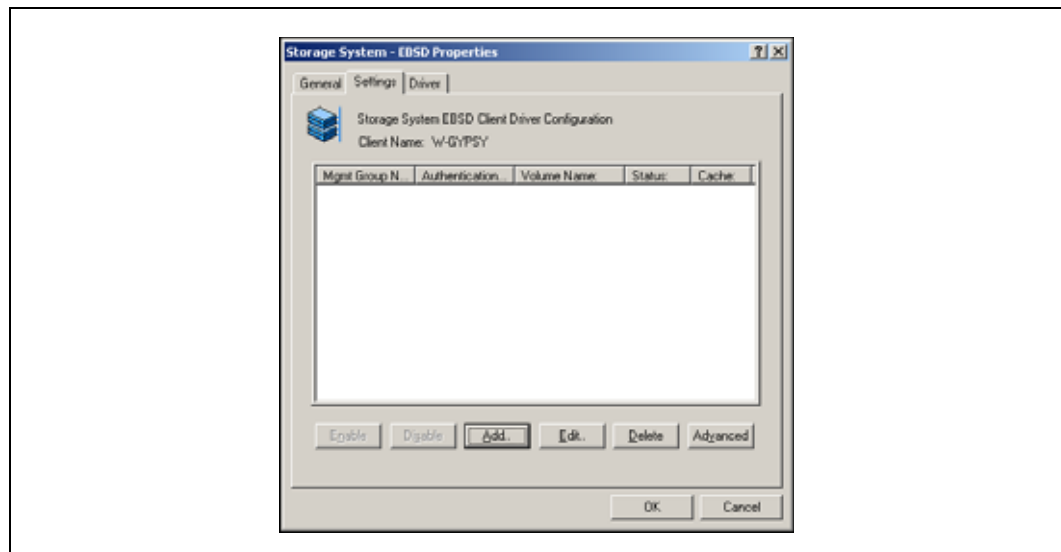 Storage System - EBSD Properties
General Settings Driver
Storage System EBSD Client Driver Configuration
Client Name: W-GYPSY
Mgmt Group N... Authentication... Volume Name: Status: Cache:
Enable Disable Add.. Edit.. Delete Advanced
OK Cancel